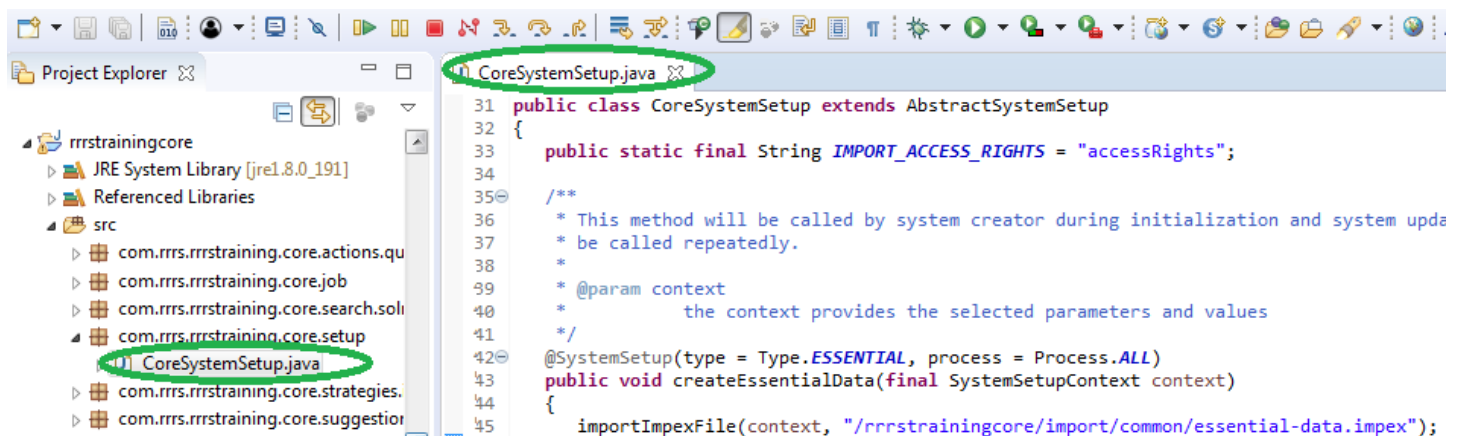 Project Explorer
rrrstrainingcore
JRE System Library [jre1.8.0_191]
Referenced Libraries
src
com.rrrs.rrrstraining.core.actions.qu
com.rrrs.rrrstraining.core.job
com.rrrs.rrrstraining.core.search.solr
com.rrrs.rrrstraining.core.setup
CoreSystemSetup.java
com.rrrs.rrrstraining.core.strategies.
com.rrrs.rrrstraining.core.suggestion
CoreSystemSetup.java
31 public class CoreSystemSetup extends AbstractSystemSetup
32 {
33 public static final String IMPORT_ACCESS_RIGHTS = "accessRights";
34
35 /**
36 * This method will be called by system creator during initialization and system upda
37 * be called repeatedly.
38 *
39 * @param context
40 * the context provides the selected parameters and values
41 */
42 @SystemSetup(type = Type.ESSENTIAL, process = Process.ALL)
43 public void createEssentialData(final SystemSetupContext context)
44 {
45 importImpexFile(context, "/rrrstrainingcore/import/common/essential-data.impex");